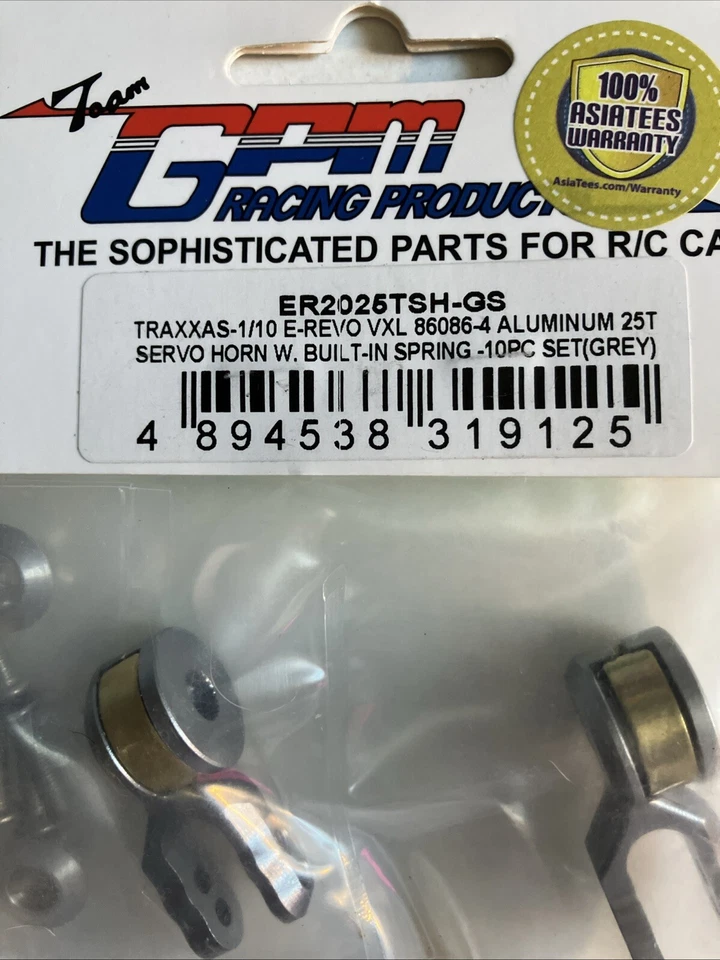 Team
GPM
RACING PRODUCT
100%
ASIATEES
WARRANTY
AsiaTees.com/Warranty
THE SOPHISTICATED PARTS FOR R/C CA
ER2025TSH-GS
TRAXXAS-1/10 E-REVO VXL 86086-4 ALUMINUM 25T
SERVO HORN W. BUILT-IN SPRING -10PC SET(GREY)
4 894538 319125